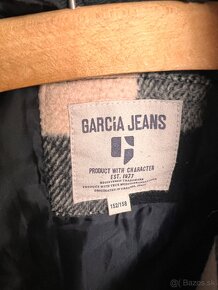 GARCIA JEANS
PRODUCT WITH CHARACTER
EST. 1977
152/158
bazos.sk